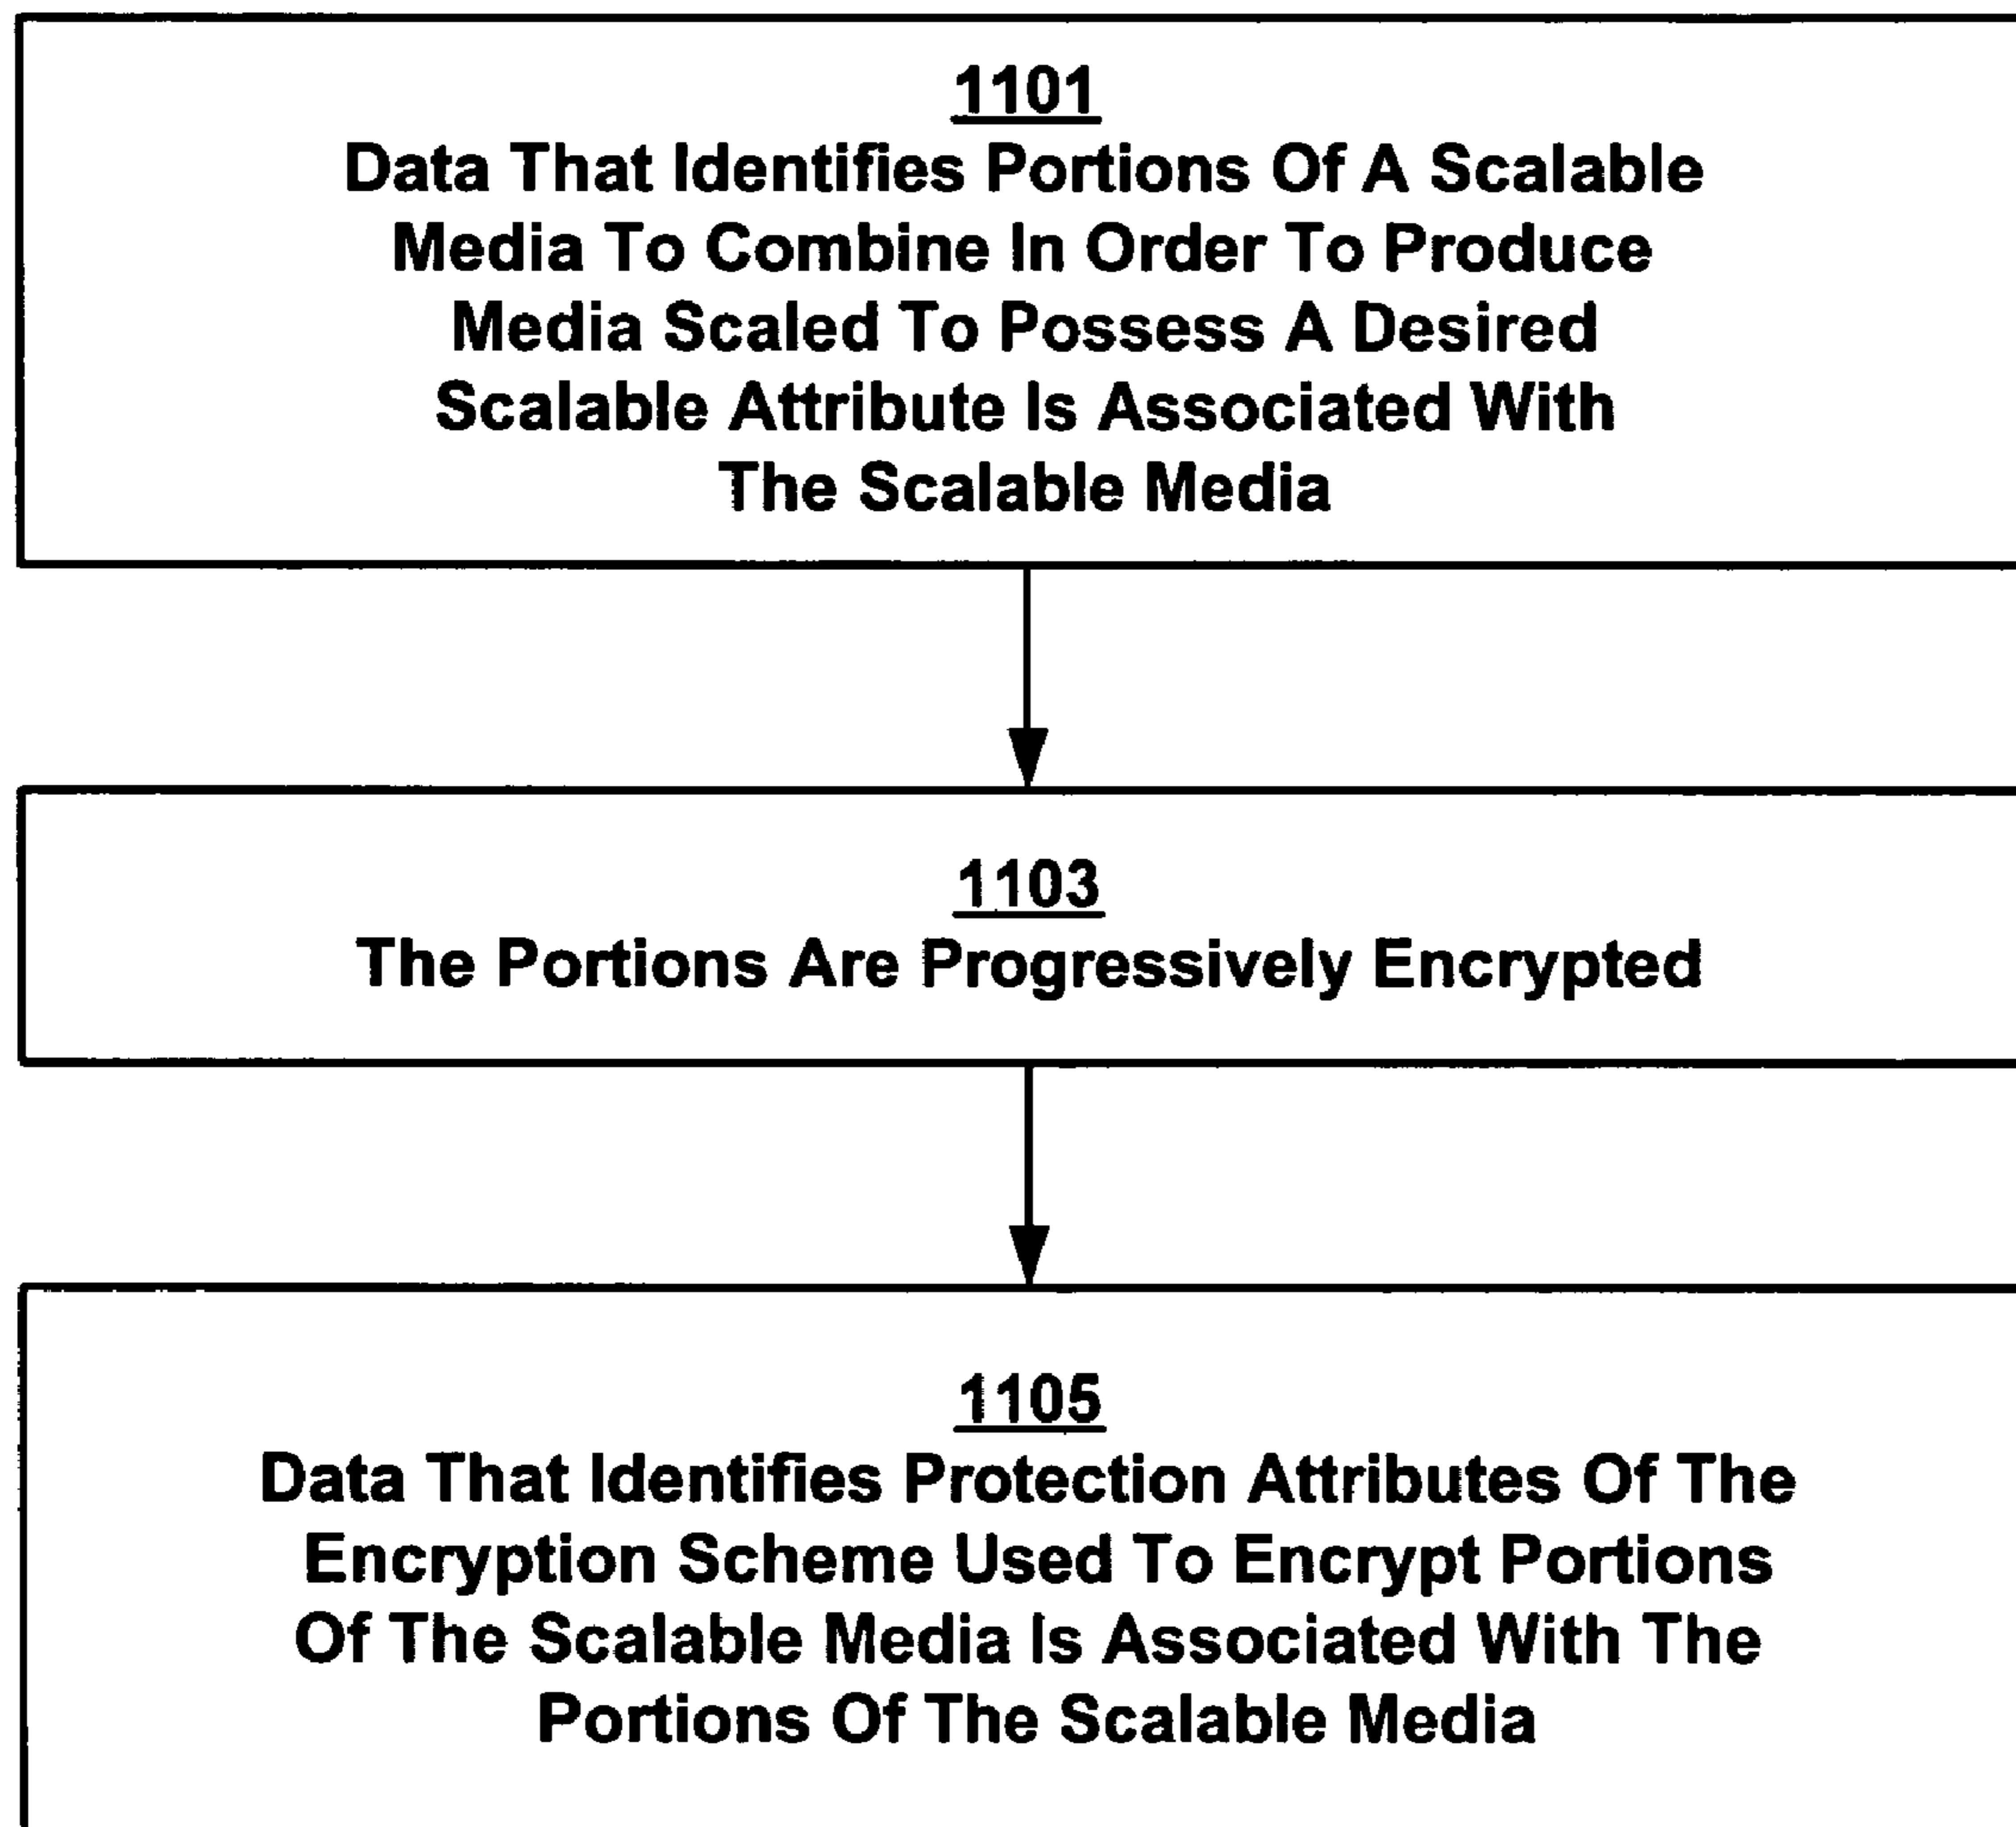 1101
Data That Identifies Portions Of A Scalable
Media To Combine In Order To Produce
Media Scaled To Possess A Desired
Scalable Attribute Is Associated With
The Scalable Media
1103
The Portions Are Progressively Encrypted
1105
Data That Identifies Protection Attributes Of The
Encryption Scheme Used To Encrypt Portions
Of The Scalable Media Is Associated With The
Portions Of The Scalable Media